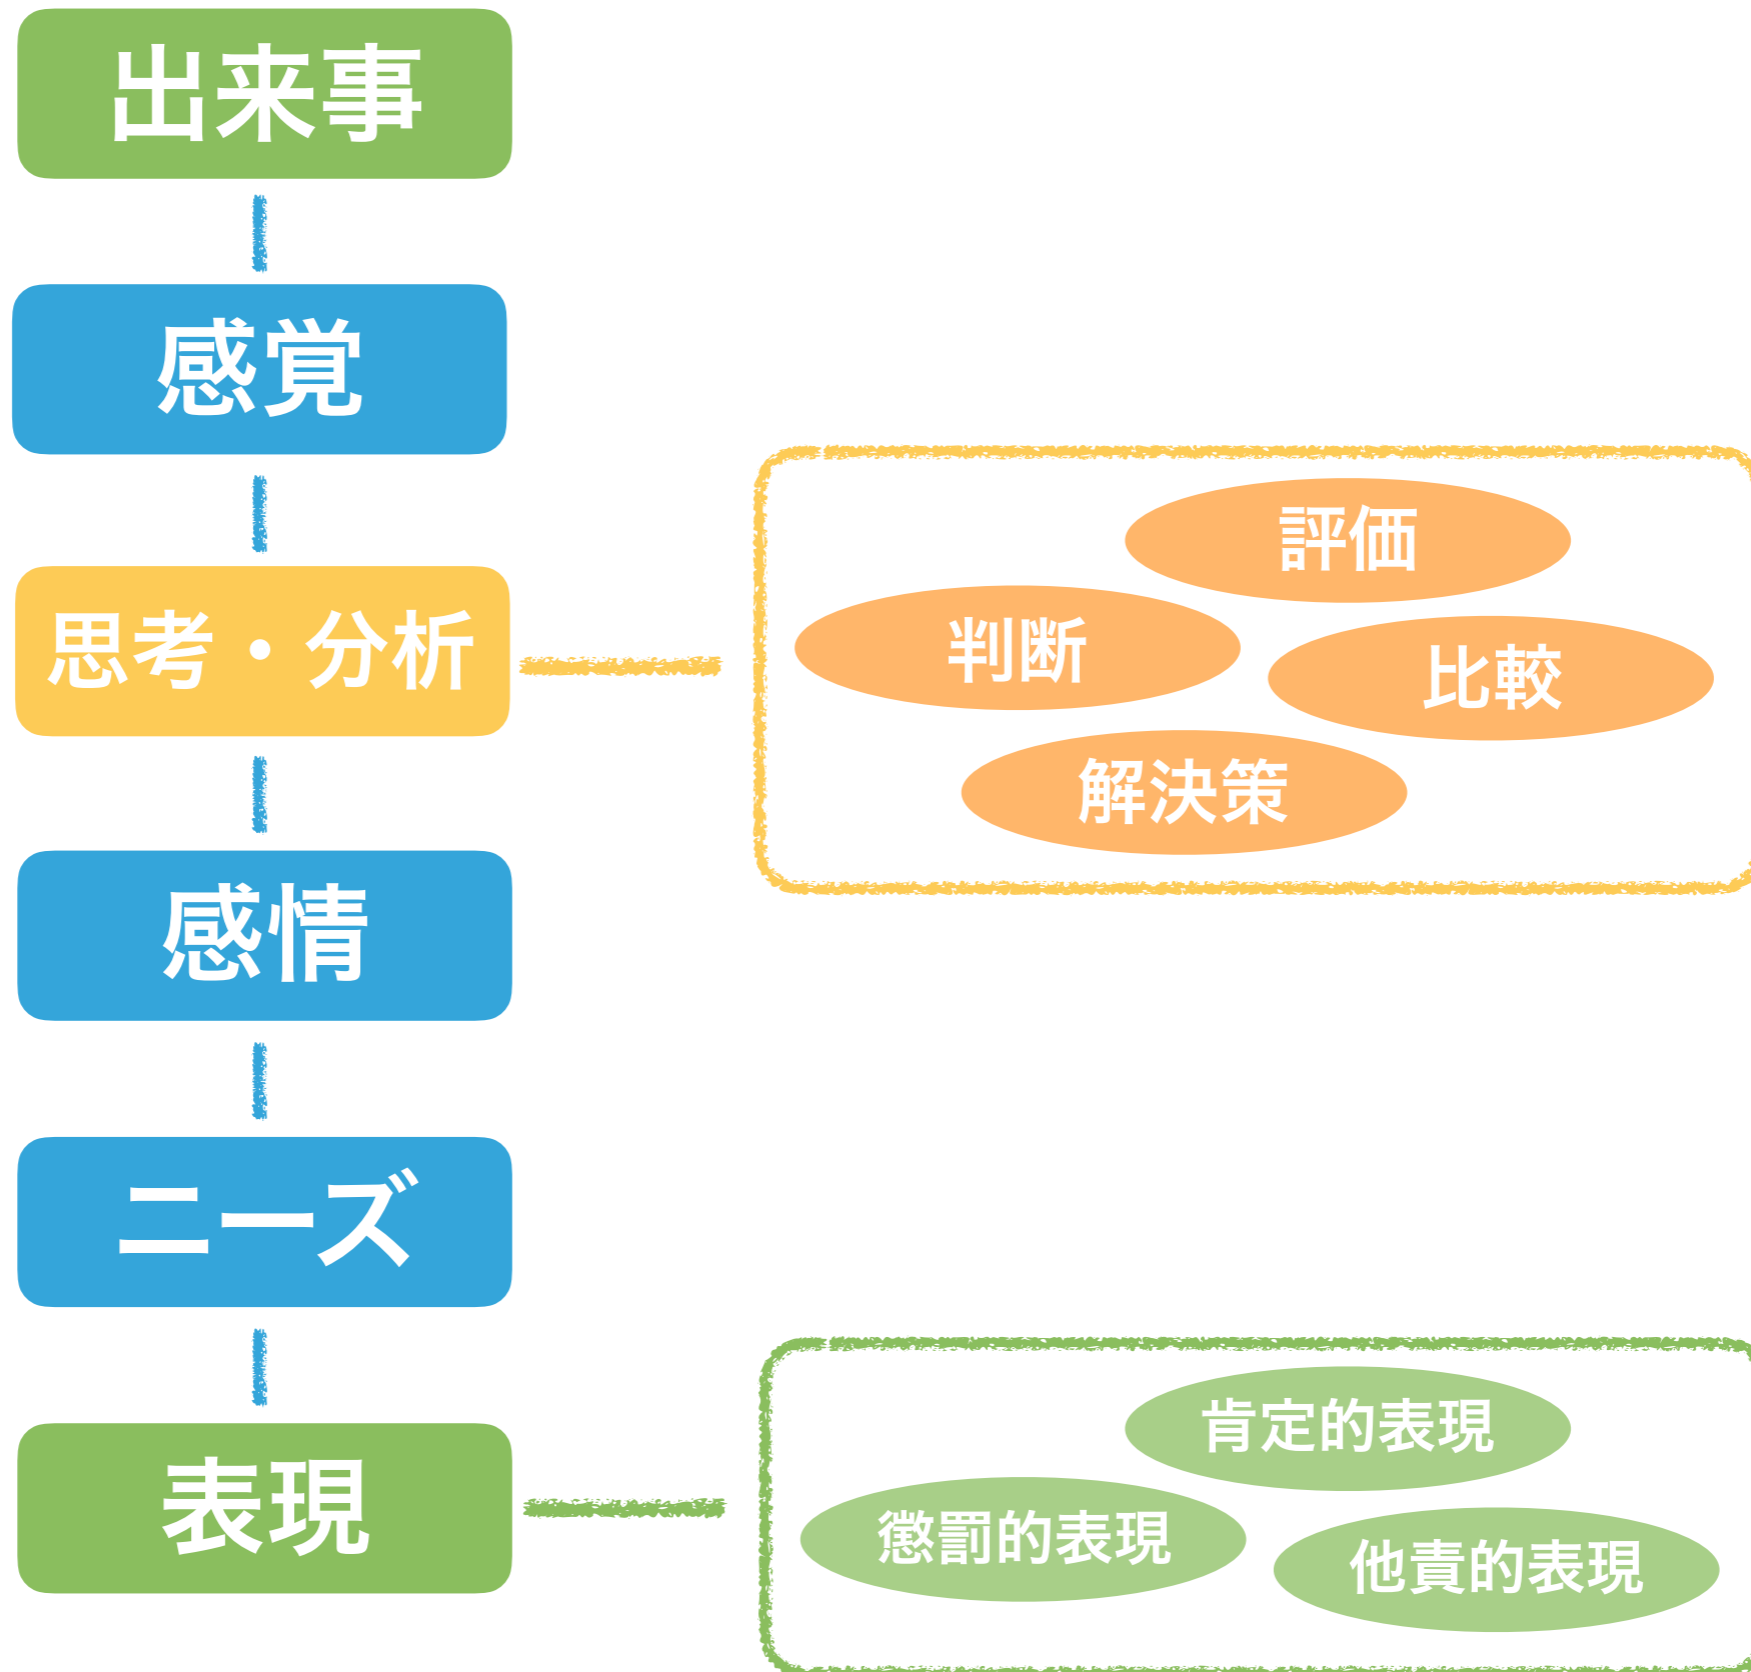 出来事
感覚
思考・分析
評価
判断
比較
解決策
感情
ニーズ
表現
肯定的表現
懲罰的表現
他責的表現